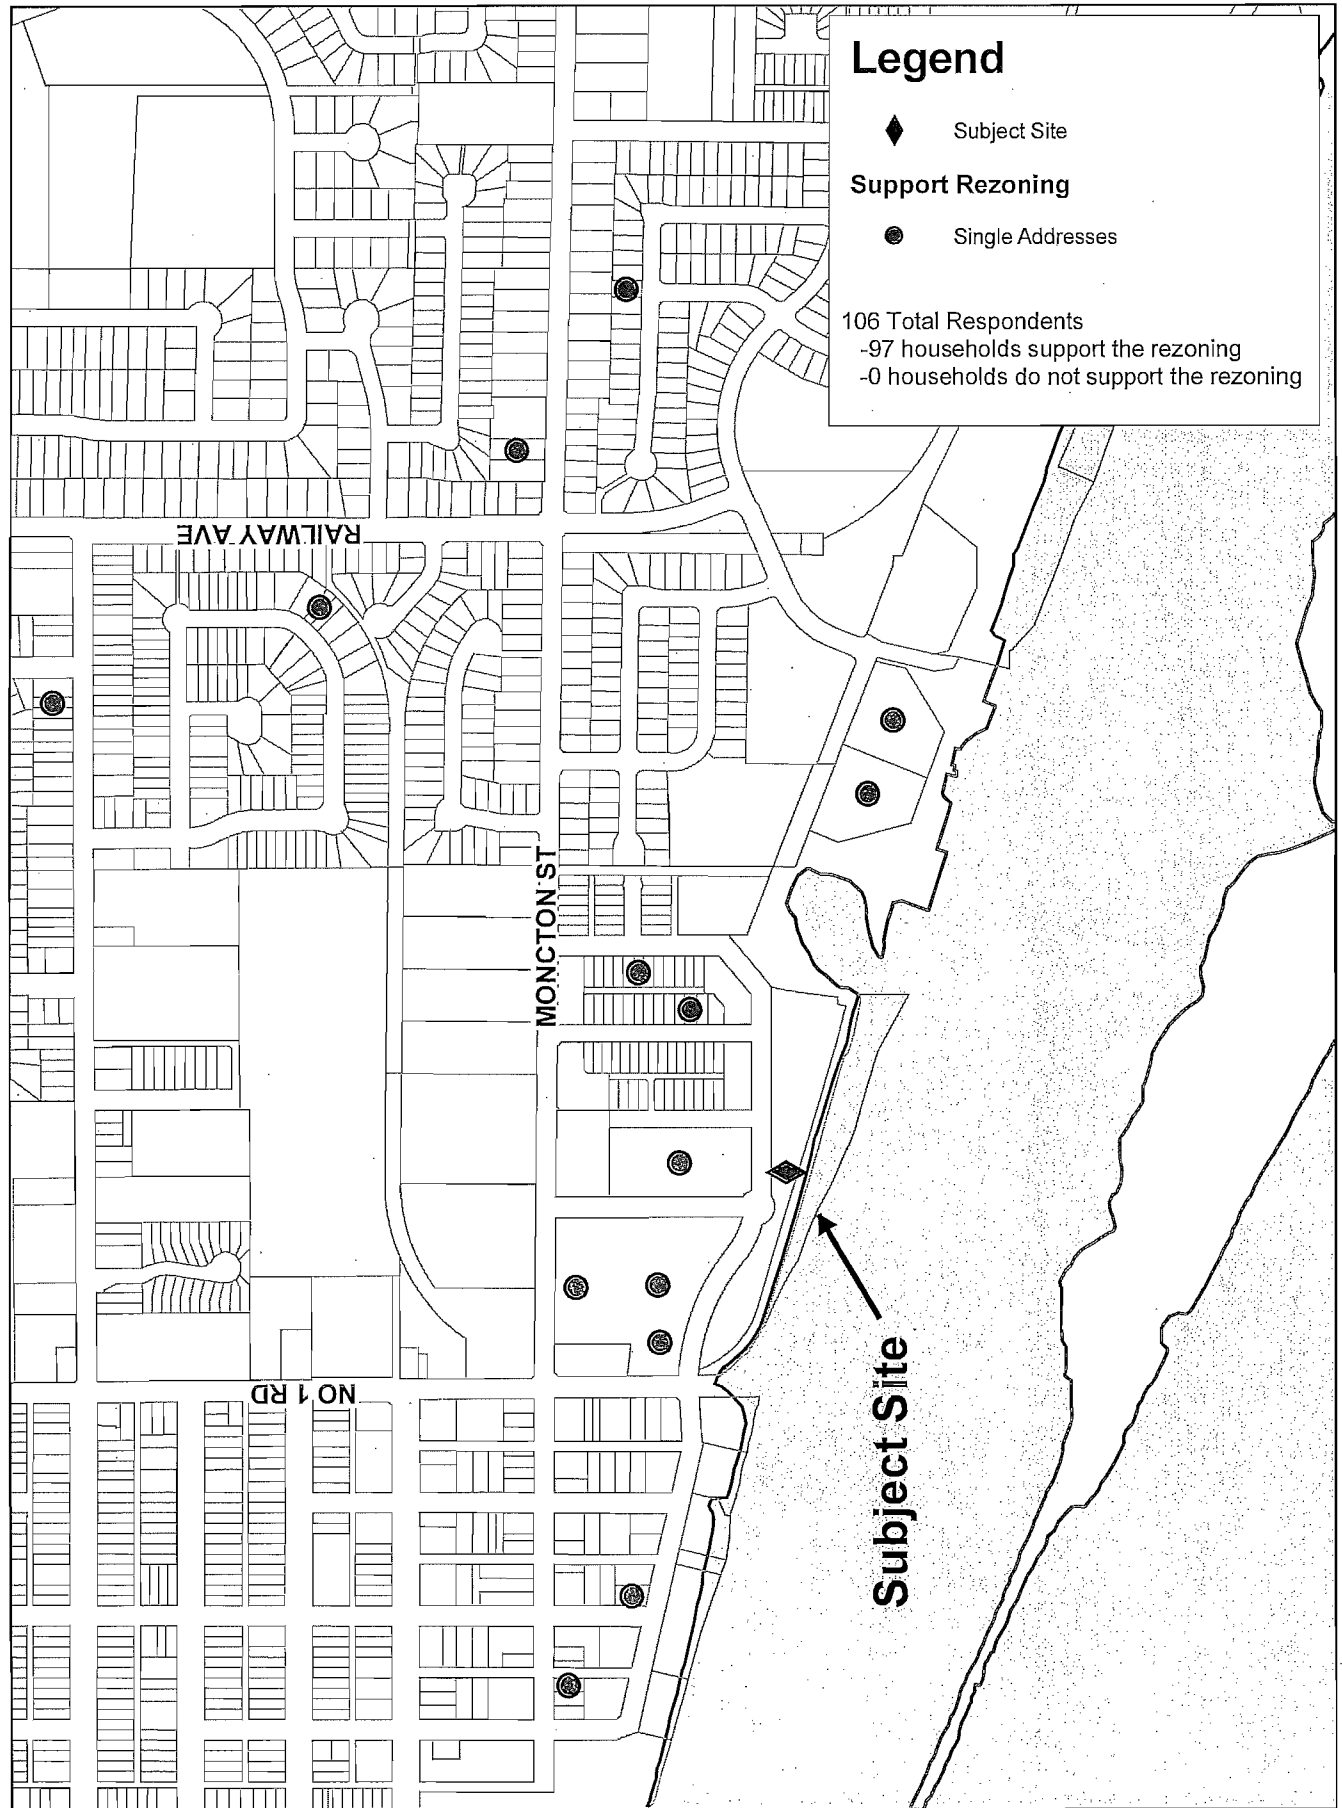 Legend
Subject Site
Support Rezoning
Single Addresses
106 Total Respondents
-97 households support the rezoning
-0 households do not support the rezoning
RAILWAY AVE
MONCTON ST
NO 1 RD
Subject Site